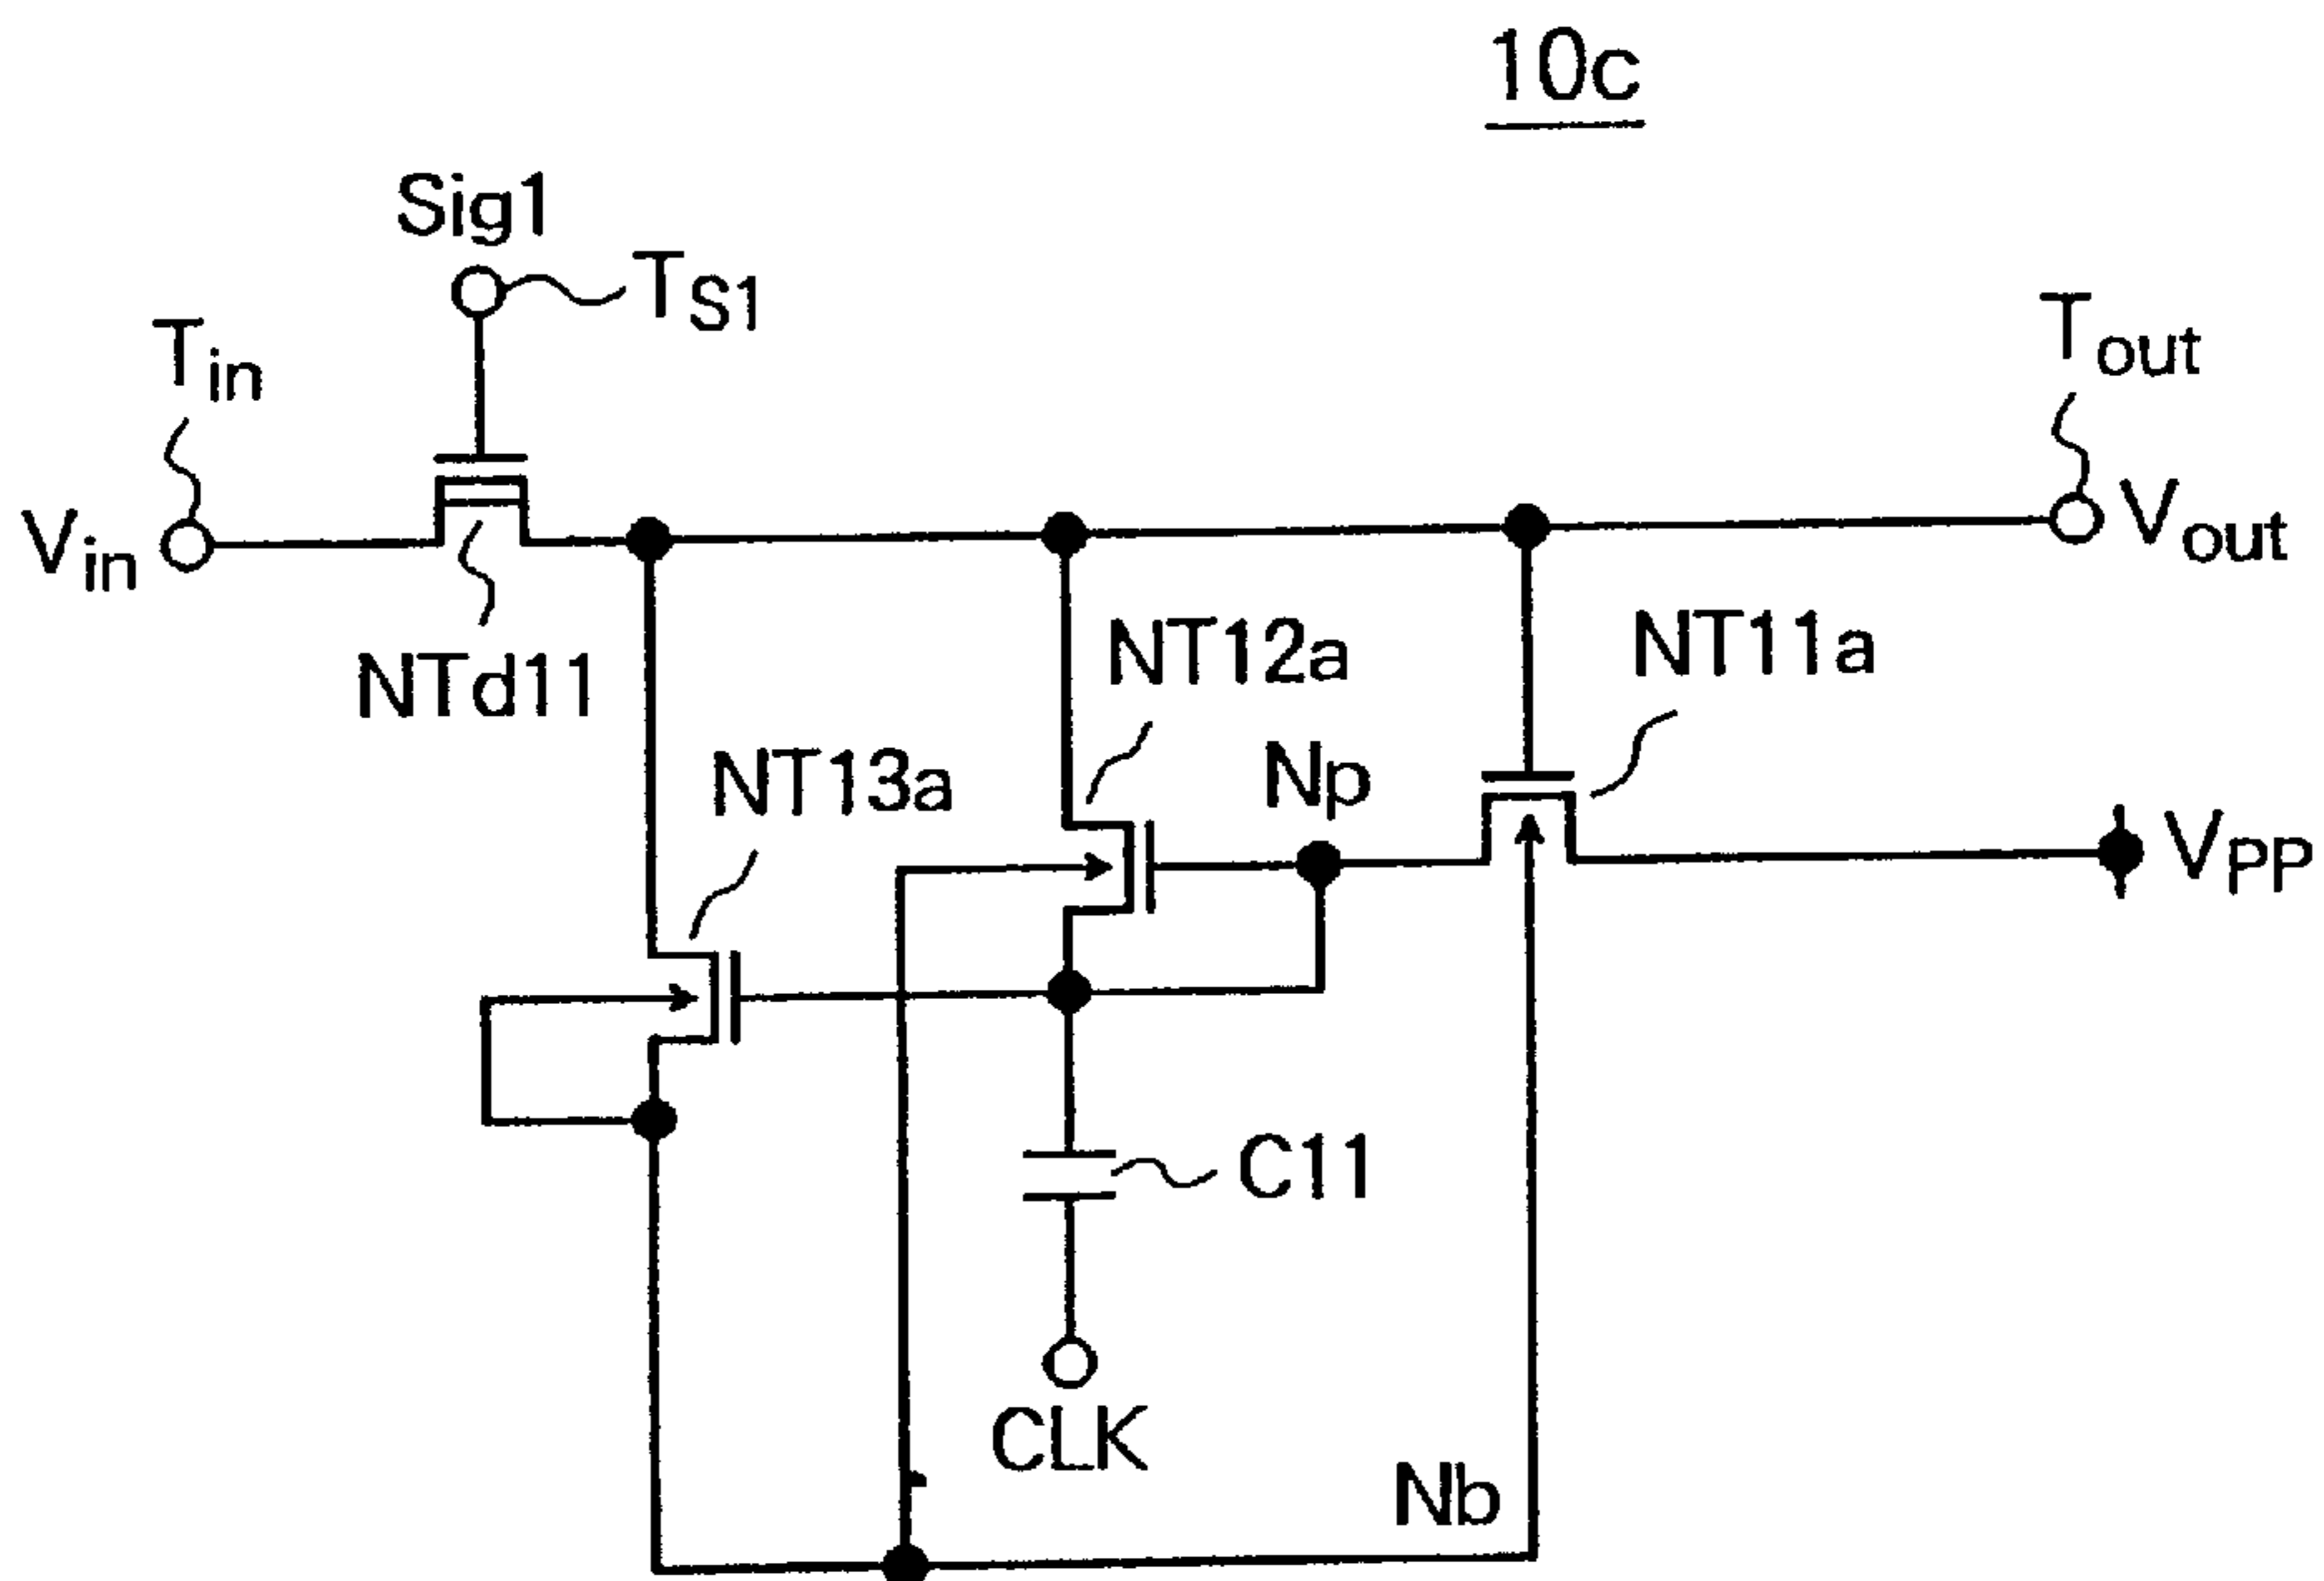 10c
Sig1
TS1
Tin
Tout
Vin
Vout
NTd11
NT12a
NT11a
NT13a
Np
VPP
C11
CLK
Nb